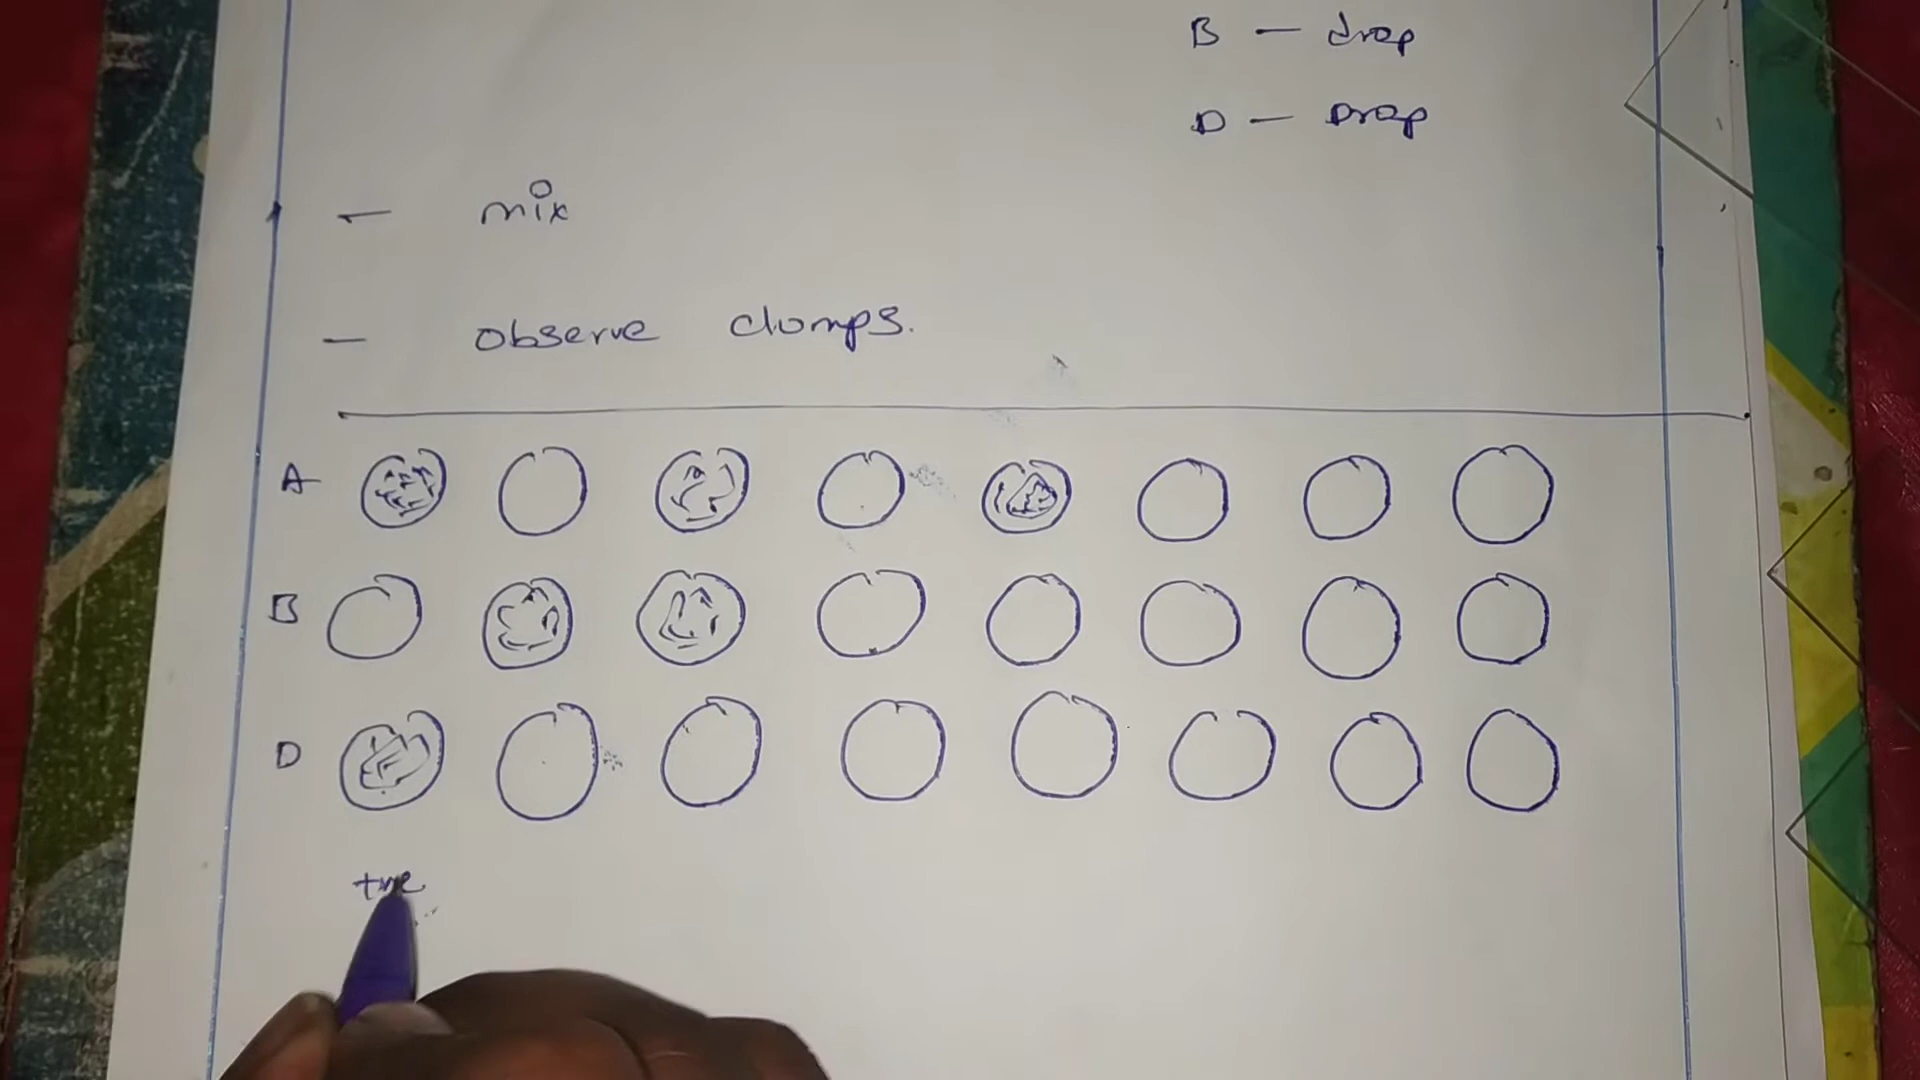 B - drop
D - Drop
- mix
- observe clumps.
A
B
D
+ve